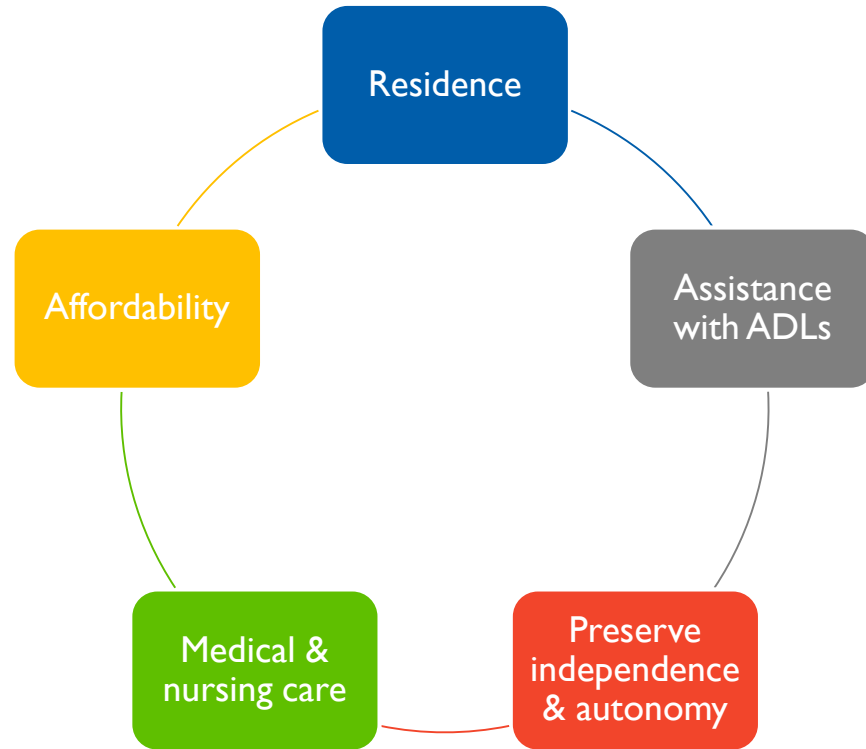 Residence
Assistance
with ADLs
Preserve
independence
& autonomy
Medical &
nursing care
Affordability